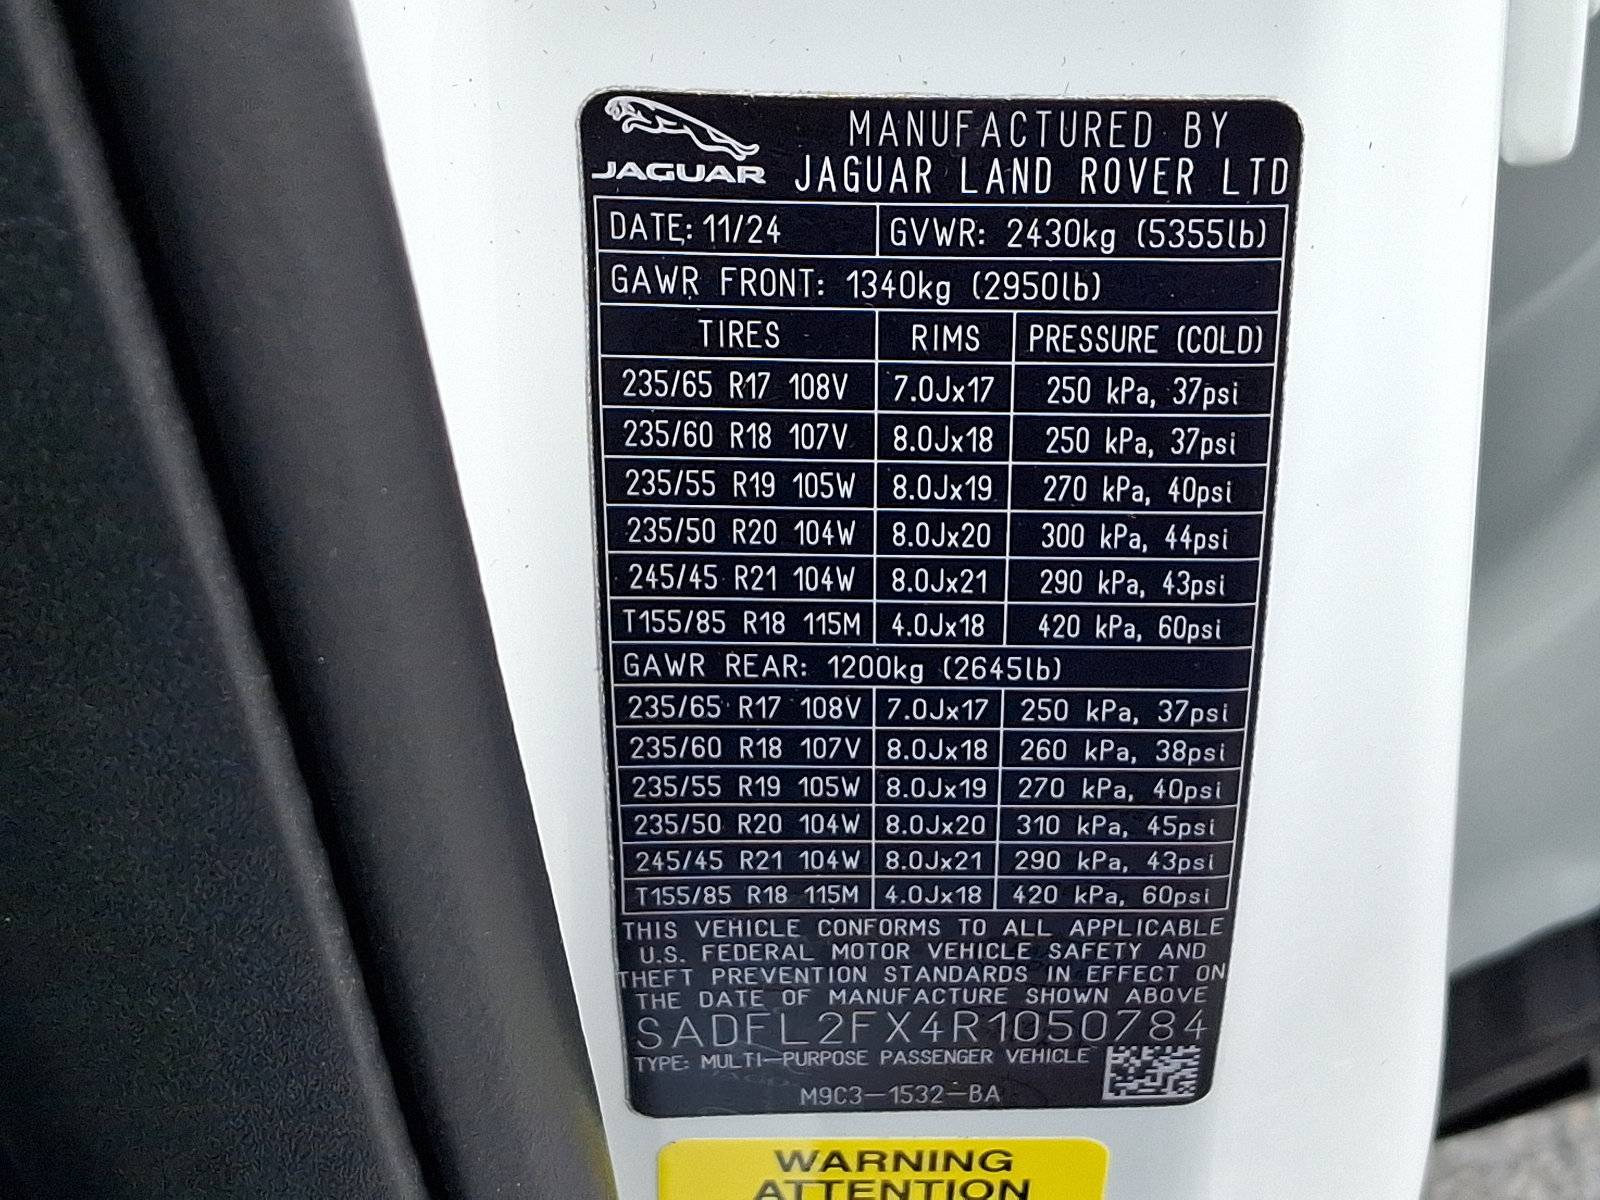 JAGUAR
MANUFACTURED BY
JAGUAR LAND ROVER LTD
DATE: 11/24 GVWR: 2430kg (5355lb)
GAWR FRONT: 1340kg (2950lb)
TIRES RIMS PRESSURE (COLD)
235/65 R17 108V 7.0Jx17 250 kPa, 37psi
235/60 R18 107V 8.0Jx18 250 kPa, 37psi
235/55 R19 105W 8.0Jx19 270 kPa, 40psi
235/50 R20 104W 8.0Jx20 300 kPa, 44psi
245/45 R21 104W 8.0Jx21 290 kPa, 43psi
T155/85 R18 115M 4.0Jx18 420 kPa, 60psi
GAWR REAR: 1200kg (2645lb)
235/65 R17 108V 7.0Jx17 250 kPa, 37psi
235/60 R18 107V 8.0Jx18 260 kPa, 38psi
235/55 R19 105W 8.0Jx19 270 kPa, 40psi
235/50 R20 104W 8.0Jx20 310 kPa, 45psi
245/45 R21 104W 8.0Jx21 290 kPa, 43psi
T155/85 R18 115M 4.0Jx18 420 kPa, 60psi
THIS VEHICLE CONFORMS TO ALL APPLICABLE
U.S. FEDERAL MOTOR VEHICLE SAFETY AND
THEFT PREVENTION STANDARDS IN EFFECT ON
THE DATE OF MANUFACTURE SHOWN ABOVE
SADFL2FX4R1050784
TYPE: MULTI-PURPOSE PASSENGER VEHICLE
M9C3-1532-BA
WARNING
ATTENTION